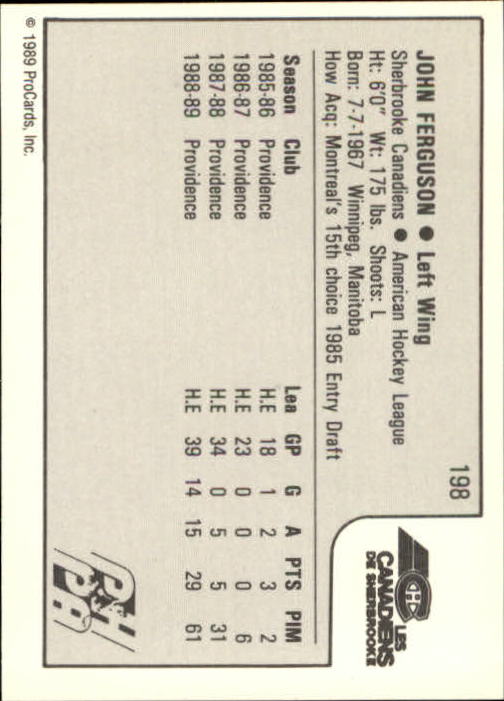 198
LES
CANADIENS
DE SHERBROOKE
JOHN FERGUSON ● Left Wing
Sherbrooke Canadiens ● American Hockey League
Ht: 6'0" Wt: 175 lbs. Shoots: L
Born: 7-7-1967 Winnipeg, Manitoba
How Acq: Montreal's 15th choice 1985 Entry Draft
Season Club Lea GP G A PTS PIM
1985-86 Providence H.E 18 1 2 3 2
1986-87 Providence H.E 23 0 0 0 6
1987-88 Providence H.E 34 0 5 5 31
1988-89 Providence H.E 39 14 15 29 61
© 1989 ProCards, Inc.